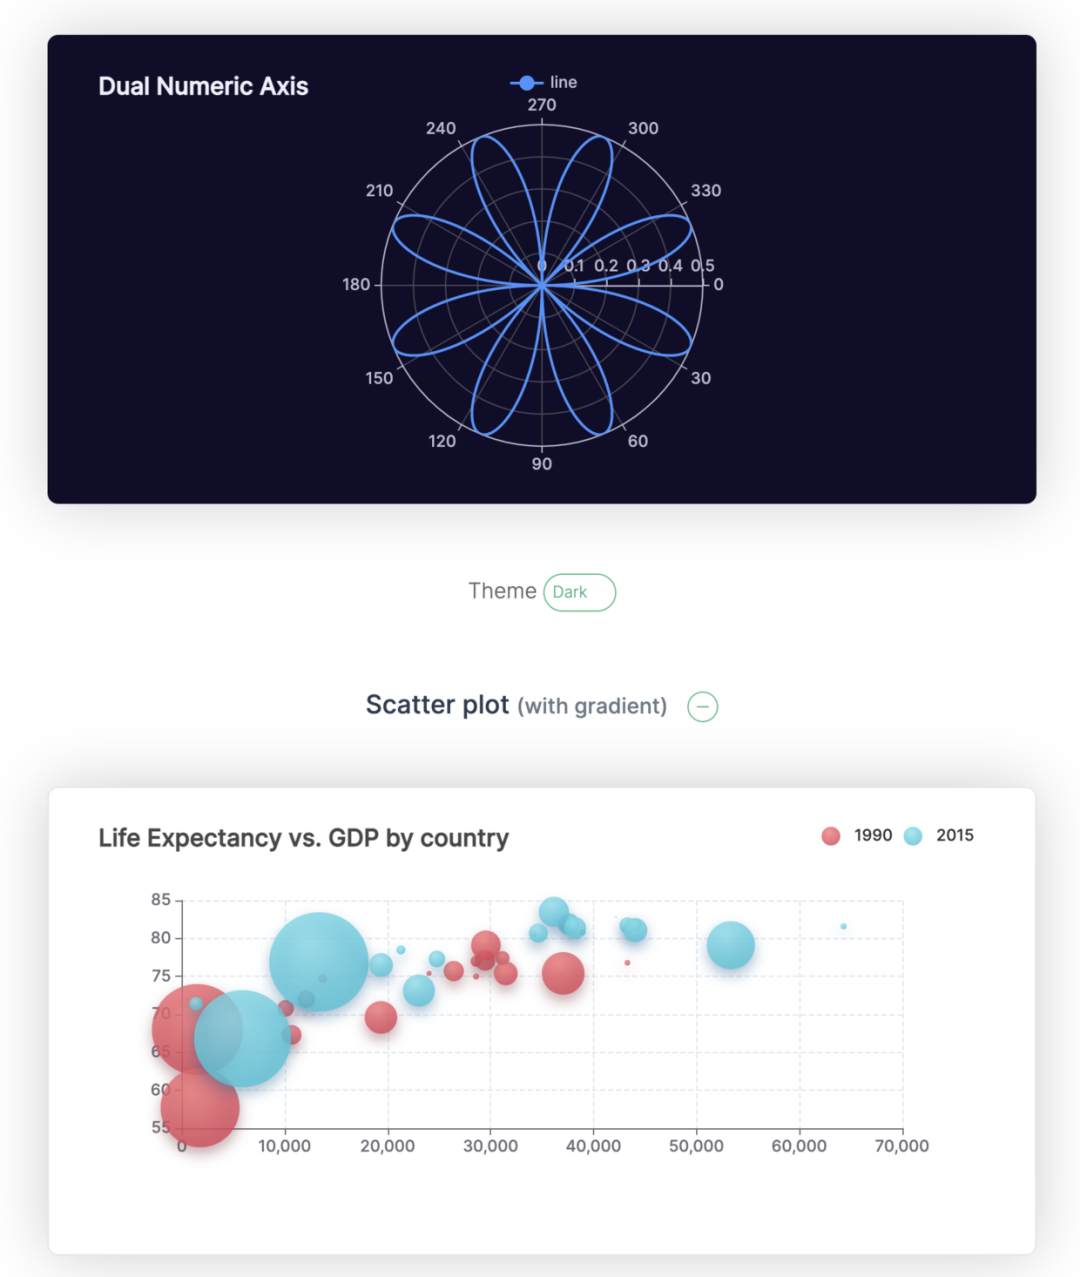 Dual Numeric Axis
line
270
240 300
210 330
0 0.1 0.2 0.3 0.4 0.5
180 0
150 30
120 60
90
Theme Dark
Scatter plot (with gradient)
Life Expectancy vs. GDP by country
1990 2015
85
80
75
70
65
60
55
0 10,000 20,000 30,000 40,000 50,000 60,000 70,000